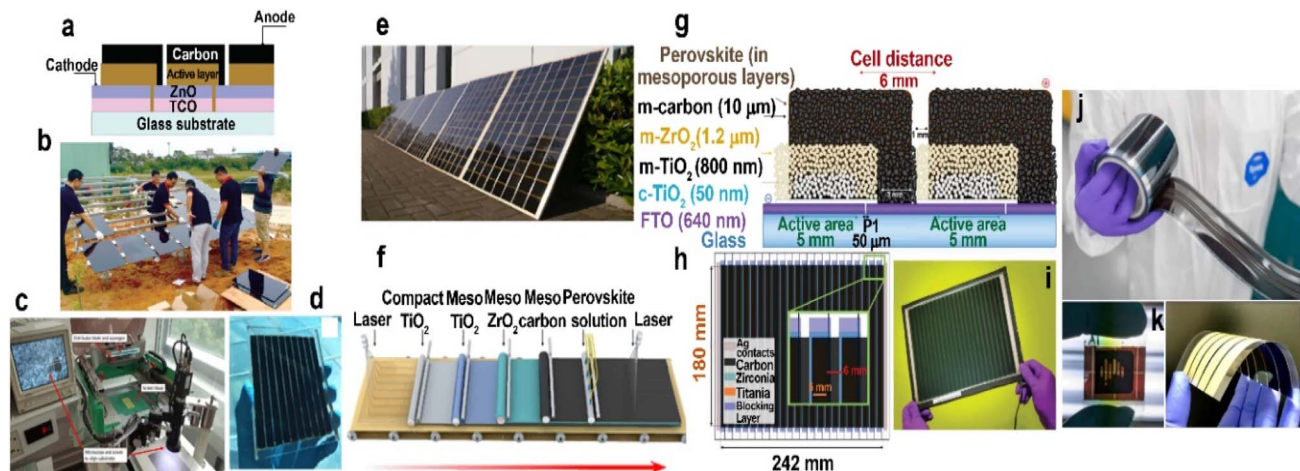 a
Anode
Carbon
Cathode
Active layer
ZnO
TCO
Glass substrate
b
c
d
e
f
Compact Meso Meso Meso Perovskite
Laser TiO₂ TiO₂ ZrO₂ carbon solution Laser
g
Perovskite (in
mesoporous layers)
Cell distance
6 mm
m-carbon (10 µm)
m-ZrO₂ (1.2 µm)
1 mm
m-TiO₂ (800 nm)
c-TiO₂ (50 nm)
FTO (640 nm)
Glass
Active area
5 mm
P1
50 µm
Active area
5 mm
h
180 mm
Ag
contacts
Carbon
Zirconia
Titania
Blocking
Layer
6 mm
5 mm
242 mm
i
j
k